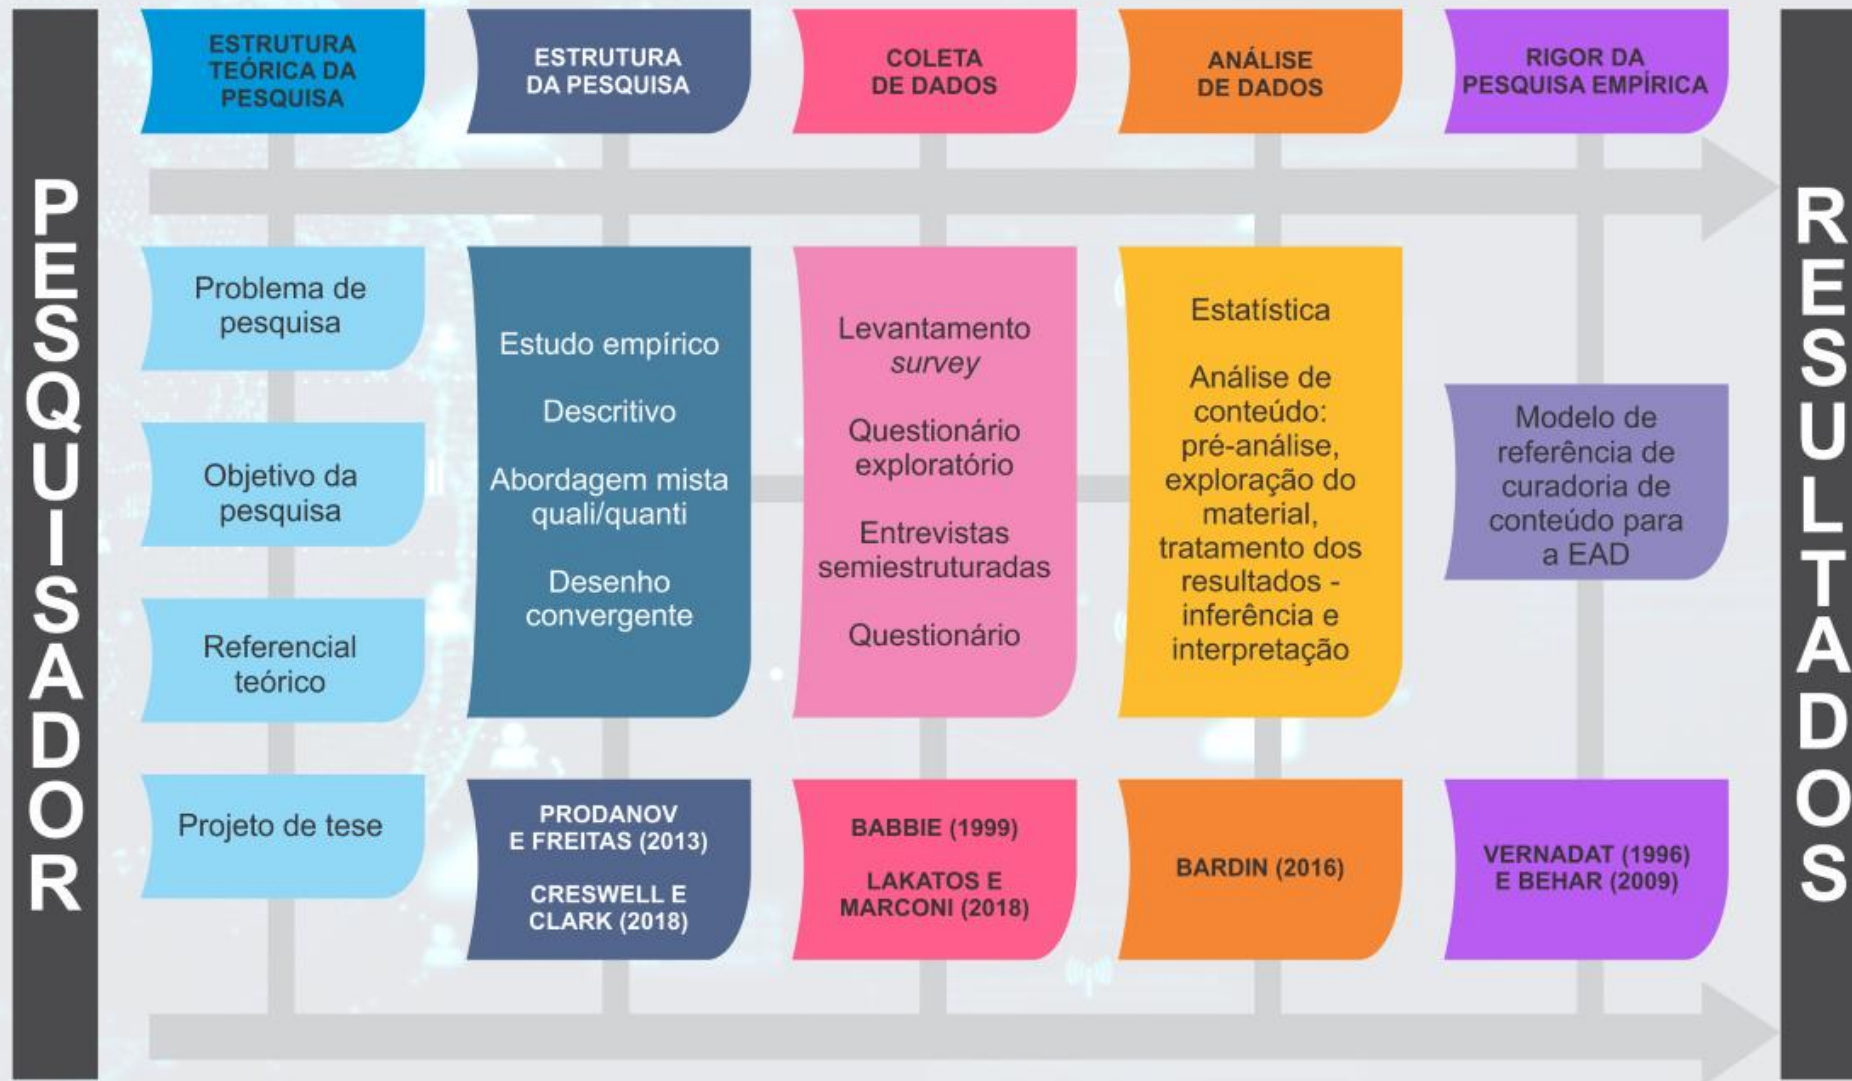 PESQUISADOR
ESTRUTURA
TEÓRICA DA
PESQUISA
Problema de
pesquisa
Objetivo da
pesquisa
Referencial
teórico
Projeto de tese
ESTRUTURA
DA PESQUISA
Estudo empírico
Descritivo
Abordagem mista
quali/quanti
Desenho
convergente
PRODANOV
E FREITAS (2013)
CRESWELL E
CLARK (2018)
COLETA
DE DADOS
Levantamento
survey
Questionário
exploratório
Entrevistas
semiestruturadas
Questionário
BABBIE (1999)
LAKATOS E
MARCONI (2018)
ANÁLISE
DE DADOS
Estatística
Análise de
conteúdo:
pré-análise,
exploração do
material,
tratamento dos
resultados -
inferência e
interpretação
BARDIN (2016)
RIGOR DA
PESQUISA EMPÍRICA
Modelo de
referência de
curadoria de
conteúdo para
a EAD
VERNADAT (1996)
E BEHAR (2009)
RESULTADOS